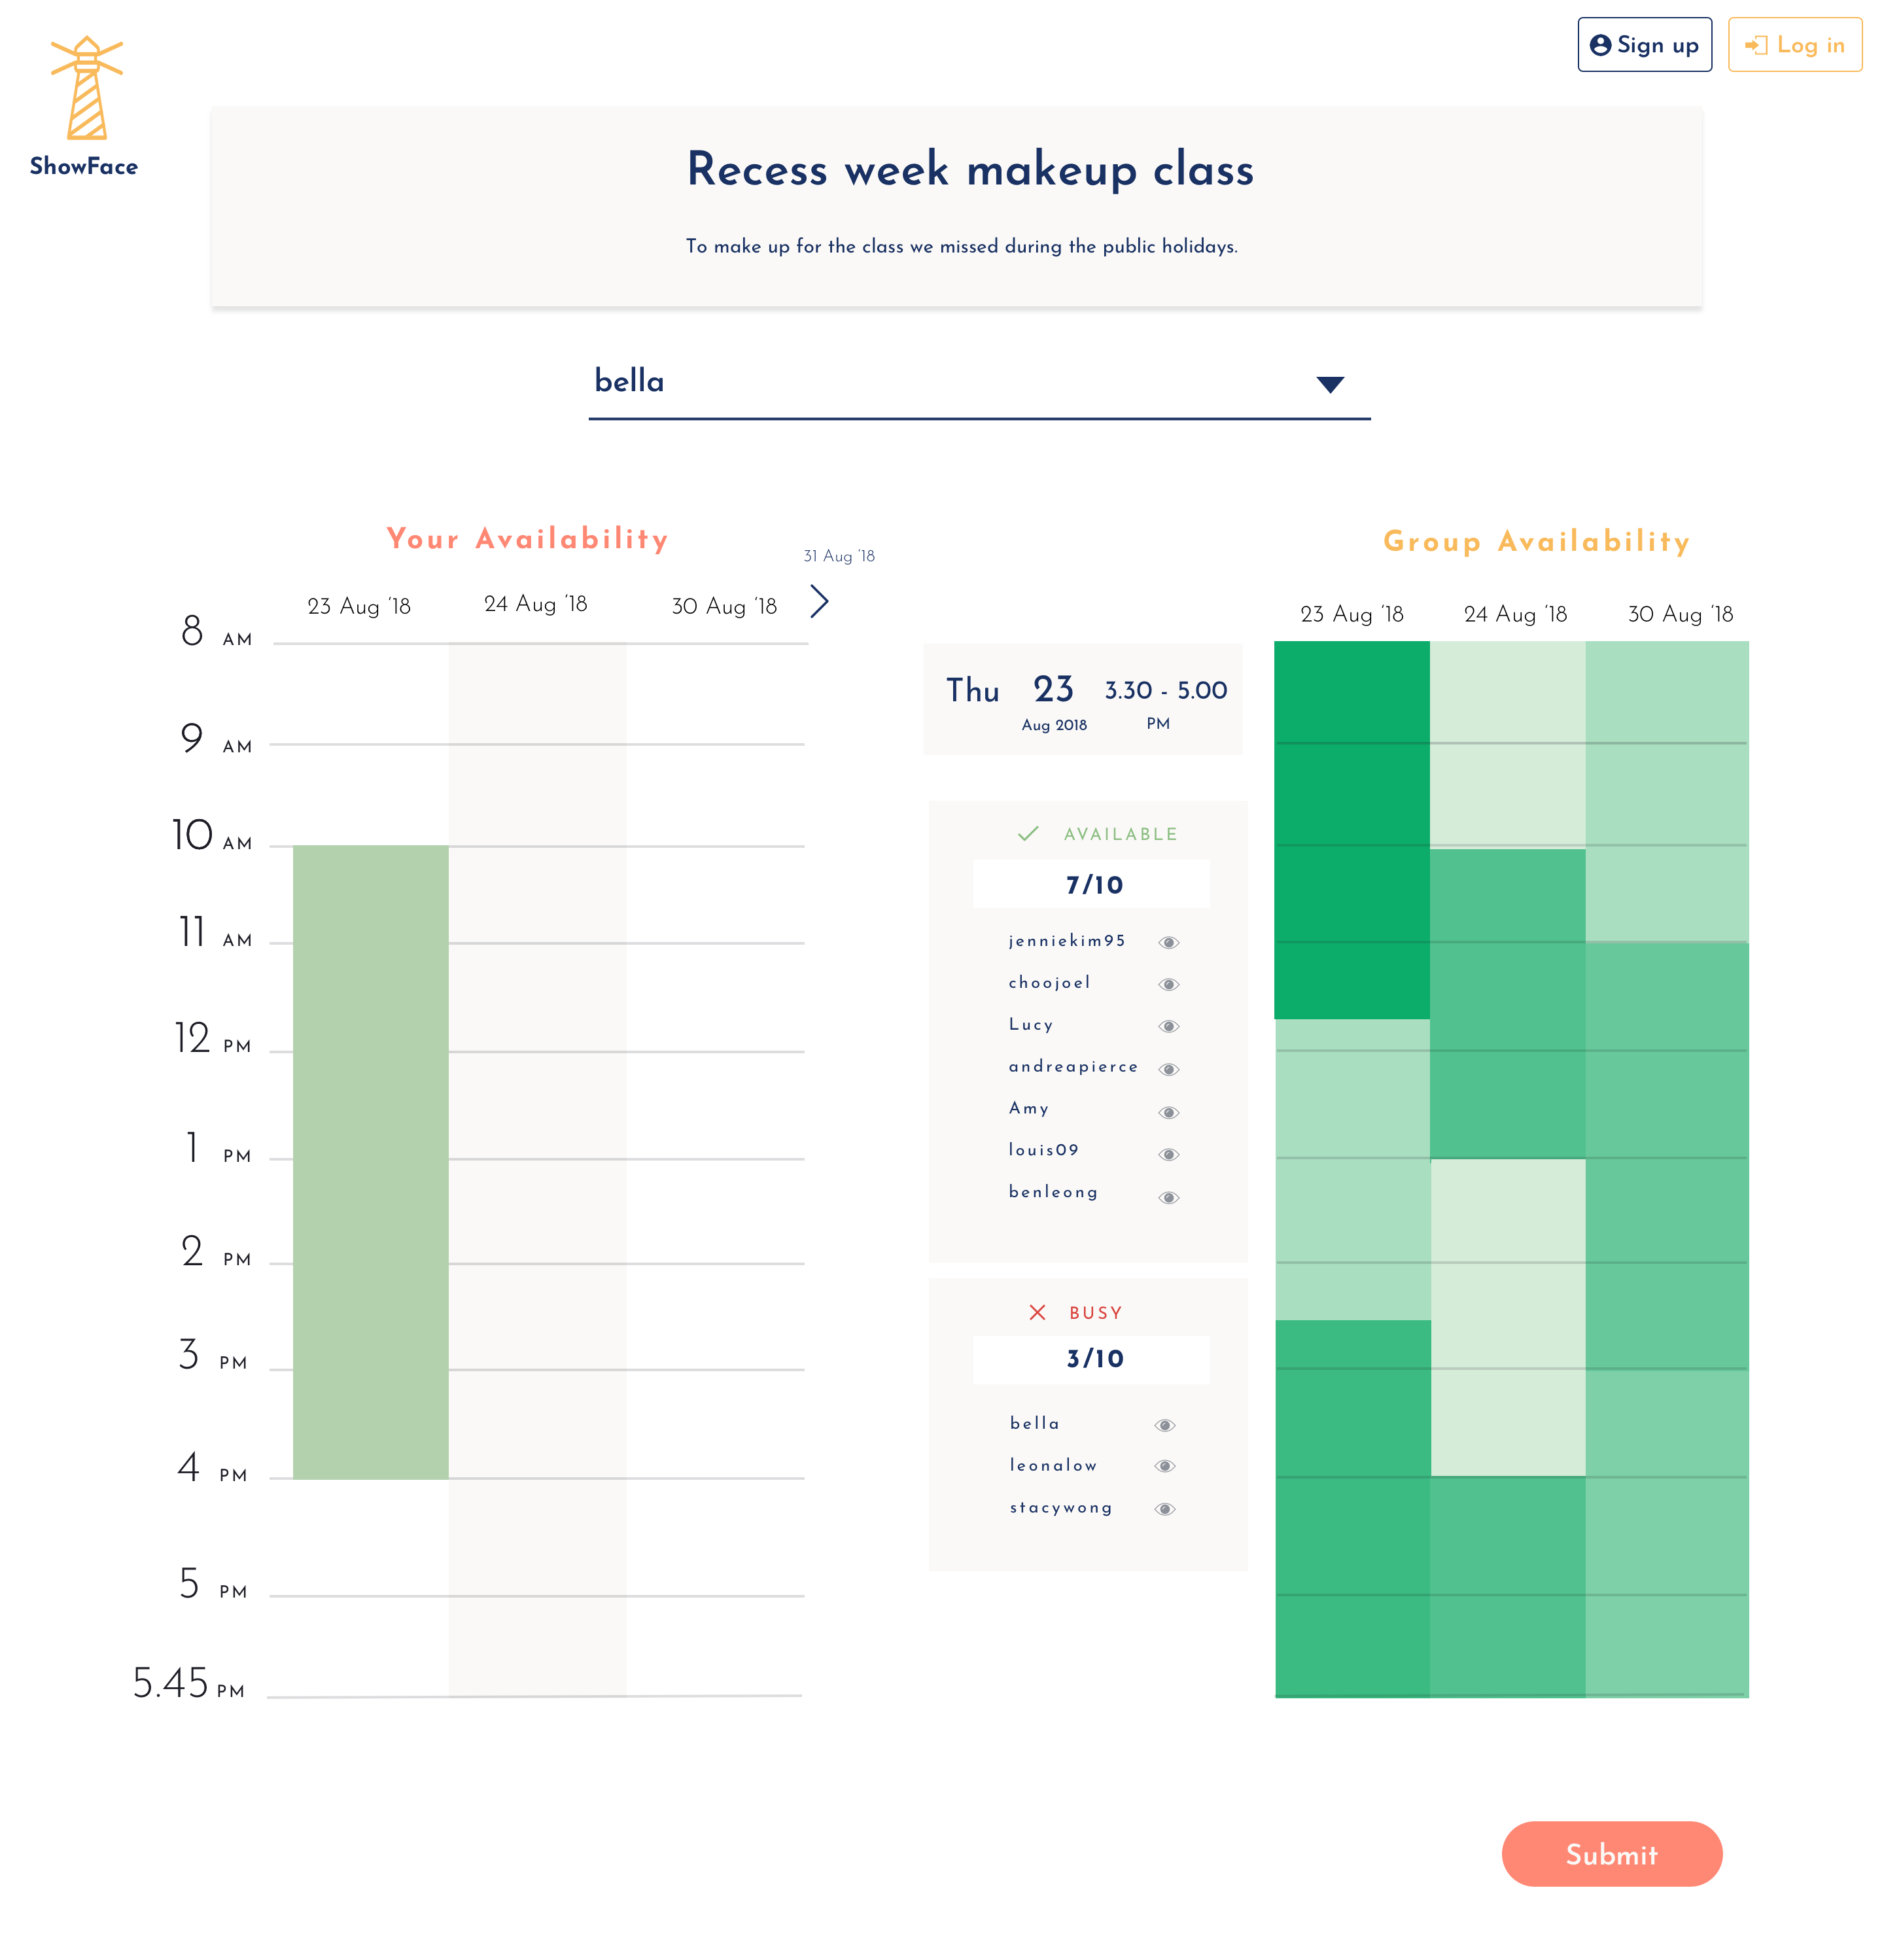 Sign up
Log in
ShowFace
Recess week makeup class
To make up for the class we missed during the public holidays.
bella
Your Availability
31 Aug '18
23 Aug '18
24 Aug '18
30 Aug '18
8 AM
9 AM
10 AM
11 AM
12 PM
1 PM
2 PM
3 PM
4 PM
5 PM
5.45 PM
Thu 23 3.30 - 5.00
Aug 2018 PM
AVAILABLE
7/10
jenniekim95
choojoel
Lucy
andreapierce
Amy
louis09
benleong
BUSY
3/10
bella
leonalow
stacywong
Group Availability
23 Aug '18
24 Aug '18
30 Aug '18
Submit